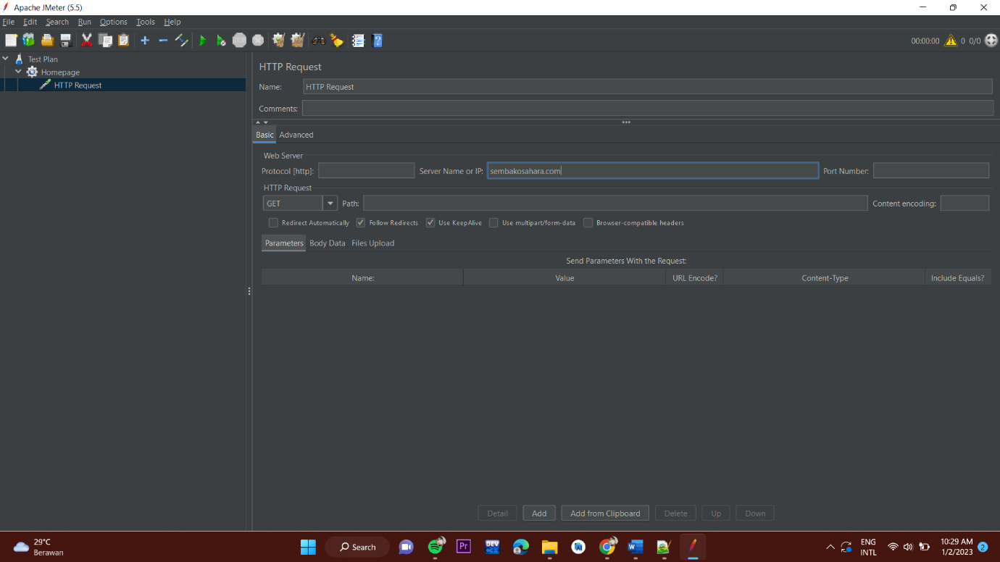 Apache JMeter (5.5)
File Edit Search Run Options Tools Help
00:00:00 0 0/0
Test Plan
Homepage
HTTP Request
HTTP Request
Name: HTTP Request
Comments:
Basic Advanced
Web Server
Protocol [http]: Server Name or IP: sembakosahara.com Port Number:
HTTP Request
GET Path: Content encoding:
Redirect Automatically Follow Redirects Use KeepAlive Use multipart/form-data Browser-compatible headers
Parameters Body Data Files Upload
Send Parameters With the Request:
Name: Value URL Encode? Content-Type Include Equals?
Detail Add Add from Clipboard Delete Up Down
29°C
Berawan
Search
Pr
DEV
W
ENG
INTL
10:29 AM
1/2/2023
2